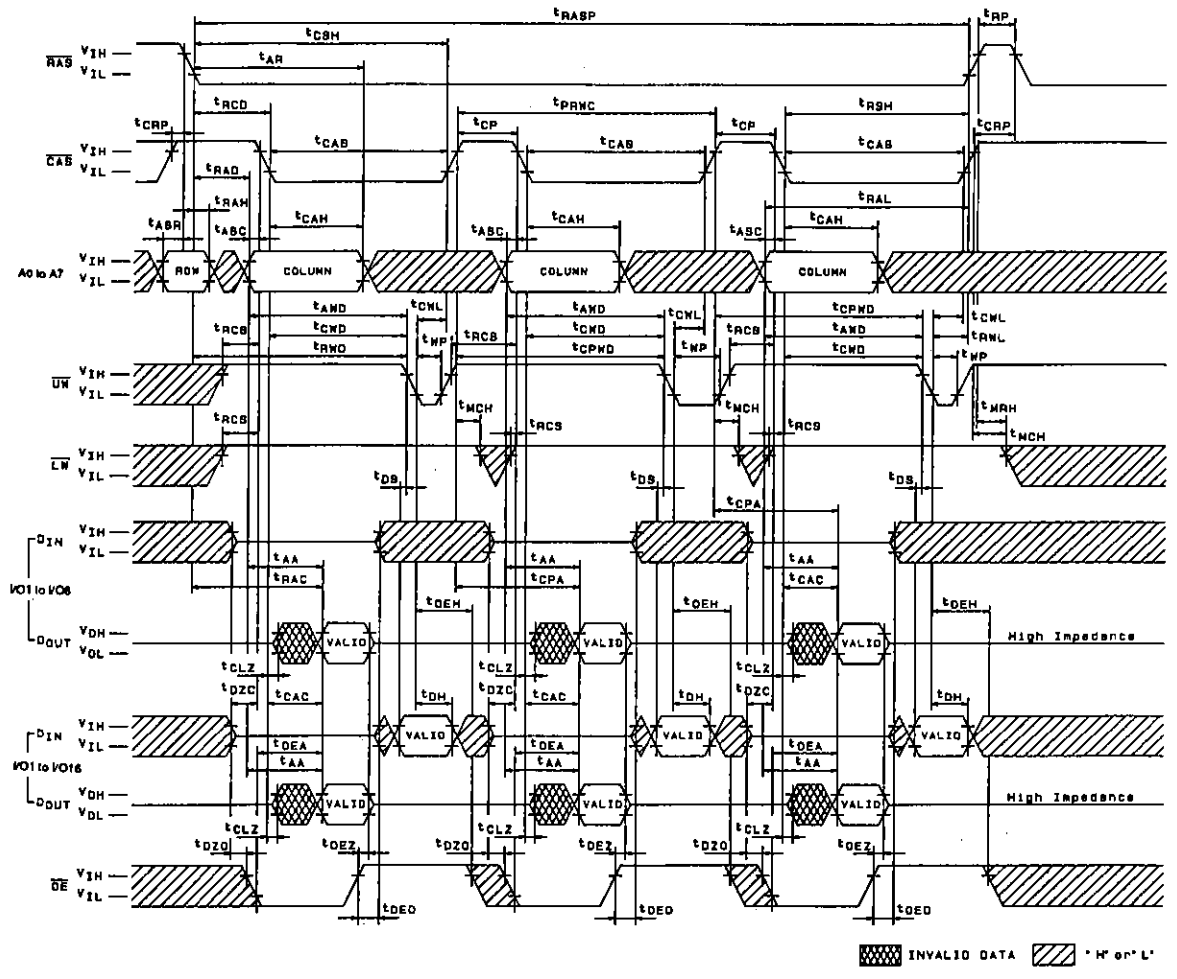 tRASP tRP
tCSH
RAS VIH
VIL
tAR
tRCD tPRWC tRSH
tCRP tCP tCP tCRP
CAS VIH
VIL
tCAS tCAS tCAS
tRAD tRAL
tRAH tCAH tCAH tCAH
tASR tASC tASC tASC
A0 to A7 VIH
VIL
ROW COLUMN COLUMN COLUMN
tAWD tCWL tAWD tCWL tCPWD tCWL
tRCS tCWD tRCS tCWD tRCS tAWD tRWL
tRWD tWP tCPWD tWP tCWD tWP
UW VIH
VIL
tRCS tMCH tRCS tMCH tRCS tMRH
tMCH
LW VIH
VIL
tDS tDS tDS
tCPA
DIN VIH
VIL
I/O1 to I/O8
tAA tAA tAA
tRAC tCPA tCAC
tOEH tOEH tOEH
DOUT VOH
VOL
VALID VALID VALID High Impedance
tCLZ tCLZ tCLZ
tDZC tCAC tDH tDZC tCAC tDH tDZC tDH
DIN VIH
VIL
VALID VALID VALID
I/O1 to I/O16
tOEA tOEA tOEA
tAA tAA tAA
DOUT VOH
VOL
VALID VALID VALID High Impedance
tCLZ tCLZ tCLZ
tDZO tOEZ tDZO tOEZ tDZO tOEZ
OE VIH
VIL
tOED tOED tOED
INVALID DATA "H" or "L"